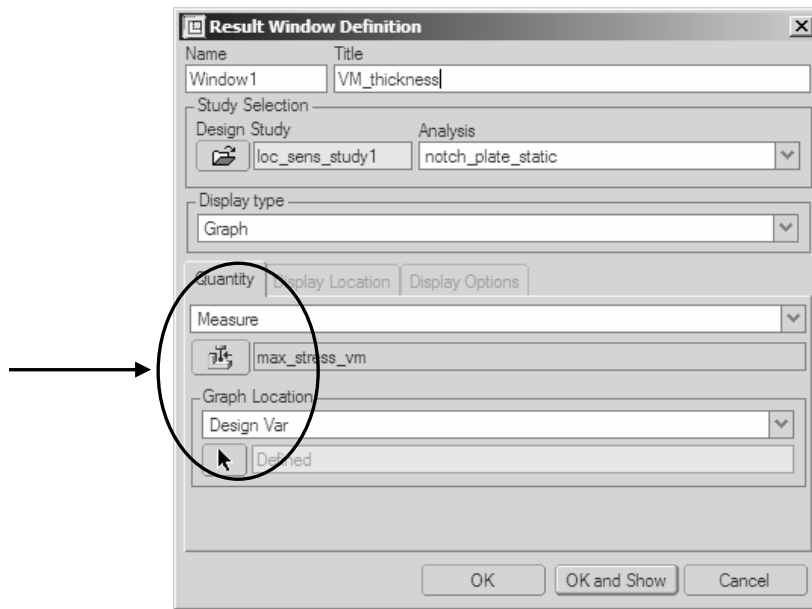 Result Window Definition
Name Title
Window1 VM_thickness
Study Selection
Design Study Analysis
loc_sens_study1 notch_plate_static
Display type
Graph
Quantity Display Location Display Options
Measure
max_stress_vm
Graph Location
Design Var
Defined
OK OK and Show Cancel